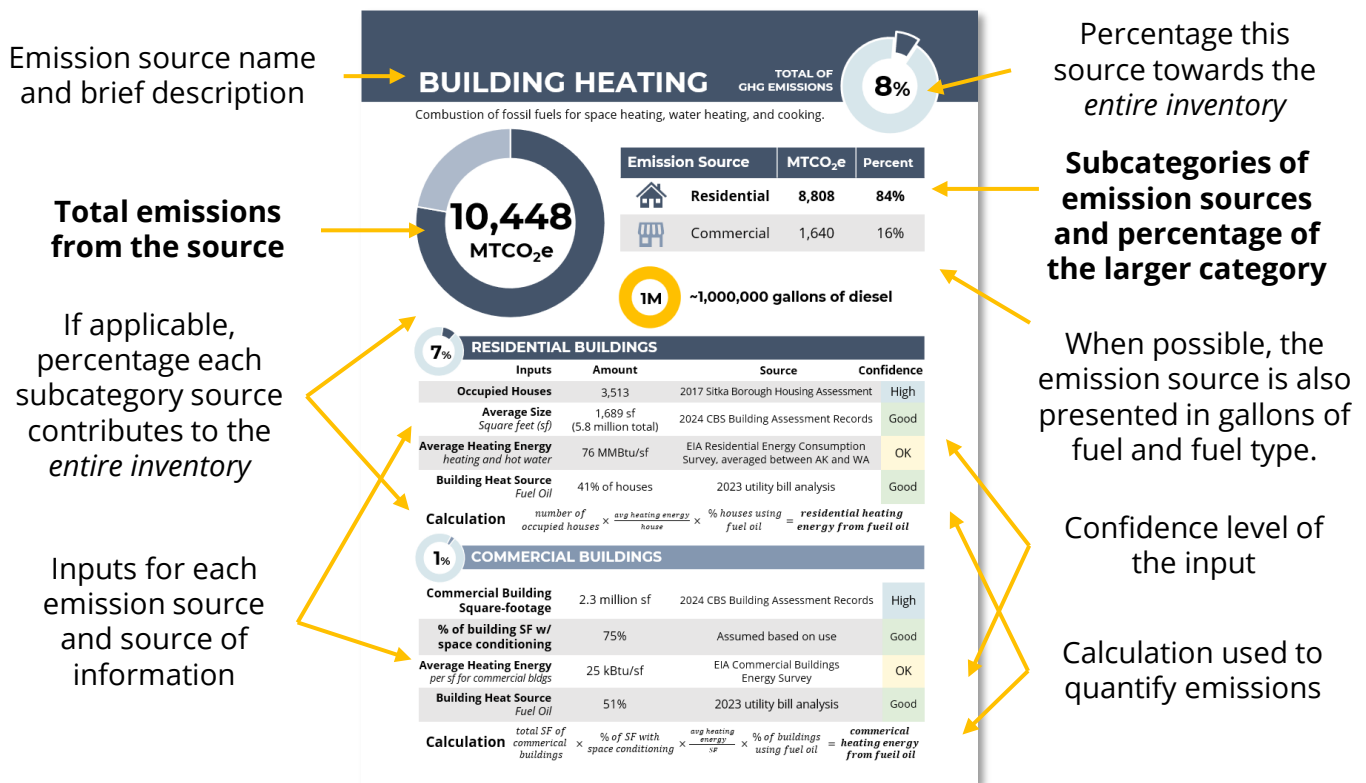 Emission source name
and brief description
Total emissions
from the source
If applicable,
percentage each
subcategory source
contributes to the
entire inventory
Inputs for each
emission source
and source of
information
BUILDING HEATING
TOTAL OF
GHG EMISSIONS
8%
Combustion of fossil fuels for space heating, water heating, and cooking.
10,448
MTCO₂e
Emission Source MTCO₂e Percent
Residential 8,808 84%
Commercial 1,640 16%
1M ~1,000,000 gallons of diesel
7% RESIDENTIAL BUILDINGS
Inputs Amount Source Confidence
Occupied Houses 3,513 2017 Sitka Borough Housing Assessment High
Average Size
Square feet (sf)
1,689 sf
(5.8 million total)
2024 CBS Building Assessment Records Good
Average Heating Energy
heating and hot water
76 MMBtu/sf
EIA Residential Energy Consumption
Survey, averaged between AK and WA
OK
Building Heat Source
Fuel Oil
41% of houses 2023 utility bill analysis Good
Calculation
number of
occupied houses
×
avg heating energy
house
×
% houses using
fuel oil
=
residential heating
energy from fueil oil
1% COMMERCIAL BUILDINGS
Commercial Building
Square-footage
2.3 million sf 2024 CBS Building Assessment Records High
% of building SF w/
space conditioning
75% Assumed based on use Good
Average Heating Energy
per sf for commercial bldgs
25 kBtu/sf
EIA Commercial Buildings
Energy Survey
OK
Building Heat Source
Fuel Oil
51% 2023 utility bill analysis Good
Calculation
total SF of
commerical
buildings
×
% of SF with
space conditioning
×
avg heating
energy
SF
×
% of buildings
using fuel oil
=
commerical
heating energy
from fueil oil
Percentage this
source towards the
entire inventory
Subcategories of
emission sources
and percentage of
the larger category
When possible, the
emission source is also
presented in gallons of
fuel and fuel type.
Confidence level of
the input
Calculation used to
quantify emissions